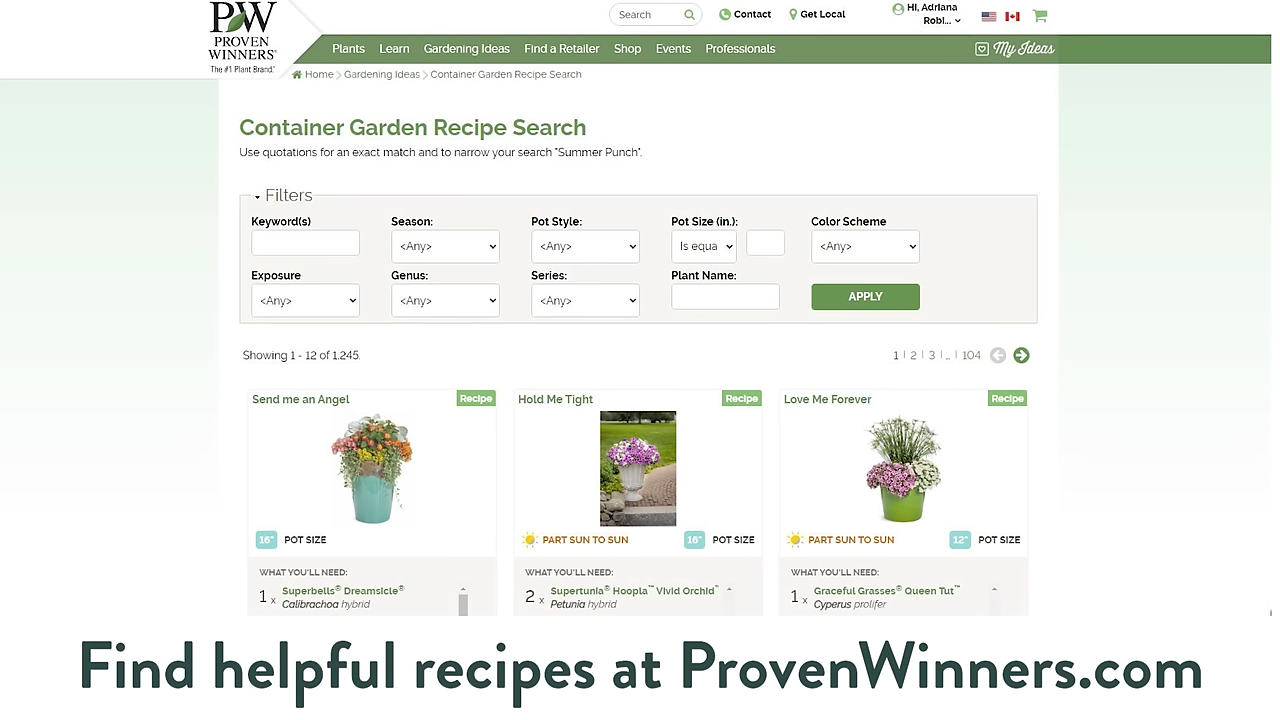 PW
PROVEN
WINNERS®
The #1 Plant Brand.®
Search
Contact
Get Local
Hi, Adriana
Robl...
Plants Learn Gardening Ideas Find a Retailer Shop Events Professionals
My Ideas
Home > Gardening Ideas > Container Garden Recipe Search
Container Garden Recipe Search
Use quotations for an exact match and to narrow your search "Summer Punch".
Filters
Keyword(s) Season: Pot Style: Pot Size (in.): Color Scheme
<Any> <Any> Is equa <Any>
Exposure Genus: Series: Plant Name:
<Any> <Any> <Any> APPLY
Showing 1 - 12 of 1,245.
1 | 2 | 3 | ... | 104
Send me an Angel Recipe
Hold Me Tight Recipe
Love Me Forever Recipe
16" POT SIZE
PART SUN TO SUN 16" POT SIZE
PART SUN TO SUN 12" POT SIZE
WHAT YOU'LL NEED:
1 x Superbells® Dreamsicle®
Calibrachoa hybrid
WHAT YOU'LL NEED:
2 x Supertunia® Hoopla™ Vivid Orchid™
Petunia hybrid
WHAT YOU'LL NEED:
1 x Graceful Grasses® Queen Tut™
Cyperus prolifer
Find helpful recipes at ProvenWinners.com